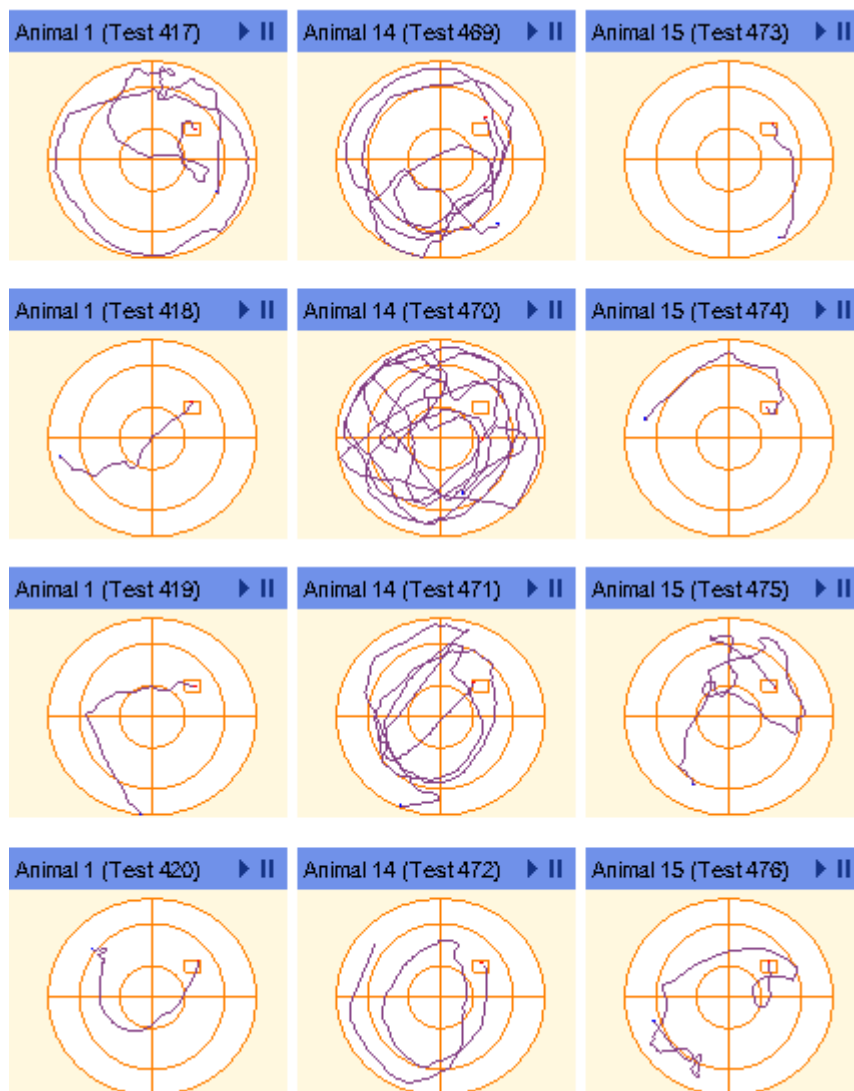 Animal 1 (Test 417)
Animal 14 (Test 469)
Animal 15 (Test 473)
Animal 1 (Test 418)
Animal 14 (Test 470)
Animal 15 (Test 474)
Animal 1 (Test 419)
Animal 14 (Test 471)
Animal 15 (Test 475)
Animal 1 (Test 420)
Animal 14 (Test 472)
Animal 15 (Test 476)